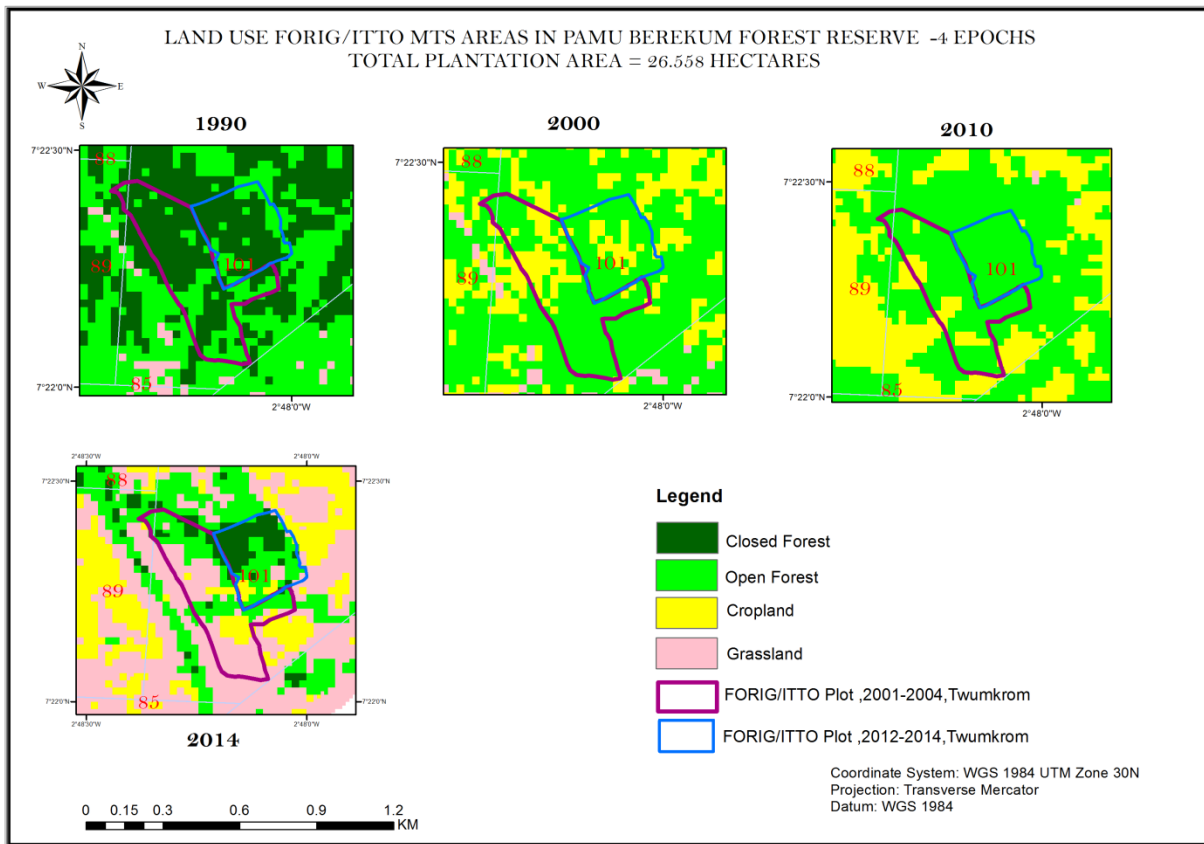 LAND USE FORIG/ITTO MTS AREAS IN PAMU BEREKUM FOREST RESERVE -4 EPOCHS
TOTAL PLANTATION AREA = 26.558 HECTARES
N
W E
S
1990
7°22'30"N
88
89
101
85
7°22'0"N
2°48'0"W
2000
7°22'30"N
88
89
101
2°48'0"W
2010
7°22'30"N
88
89
101
85
7°22'0"N
2°48'0"W
2°48'30"W 2°48'0"W
7°22'30"N 7°22'30"N
88
89
101
85
7°22'0"N 7°22'0"N
2°48'30"W 2°48'0"W
2014
Legend
Closed Forest
Open Forest
Cropland
Grassland
FORIG/ITTO Plot ,2001-2004,Twumkrom
FORIG/ITTO Plot ,2012-2014,Twumkrom
Coordinate System: WGS 1984 UTM Zone 30N
Projection: Transverse Mercator
Datum: WGS 1984
0 0.15 0.3 0.6 0.9 1.2
KM